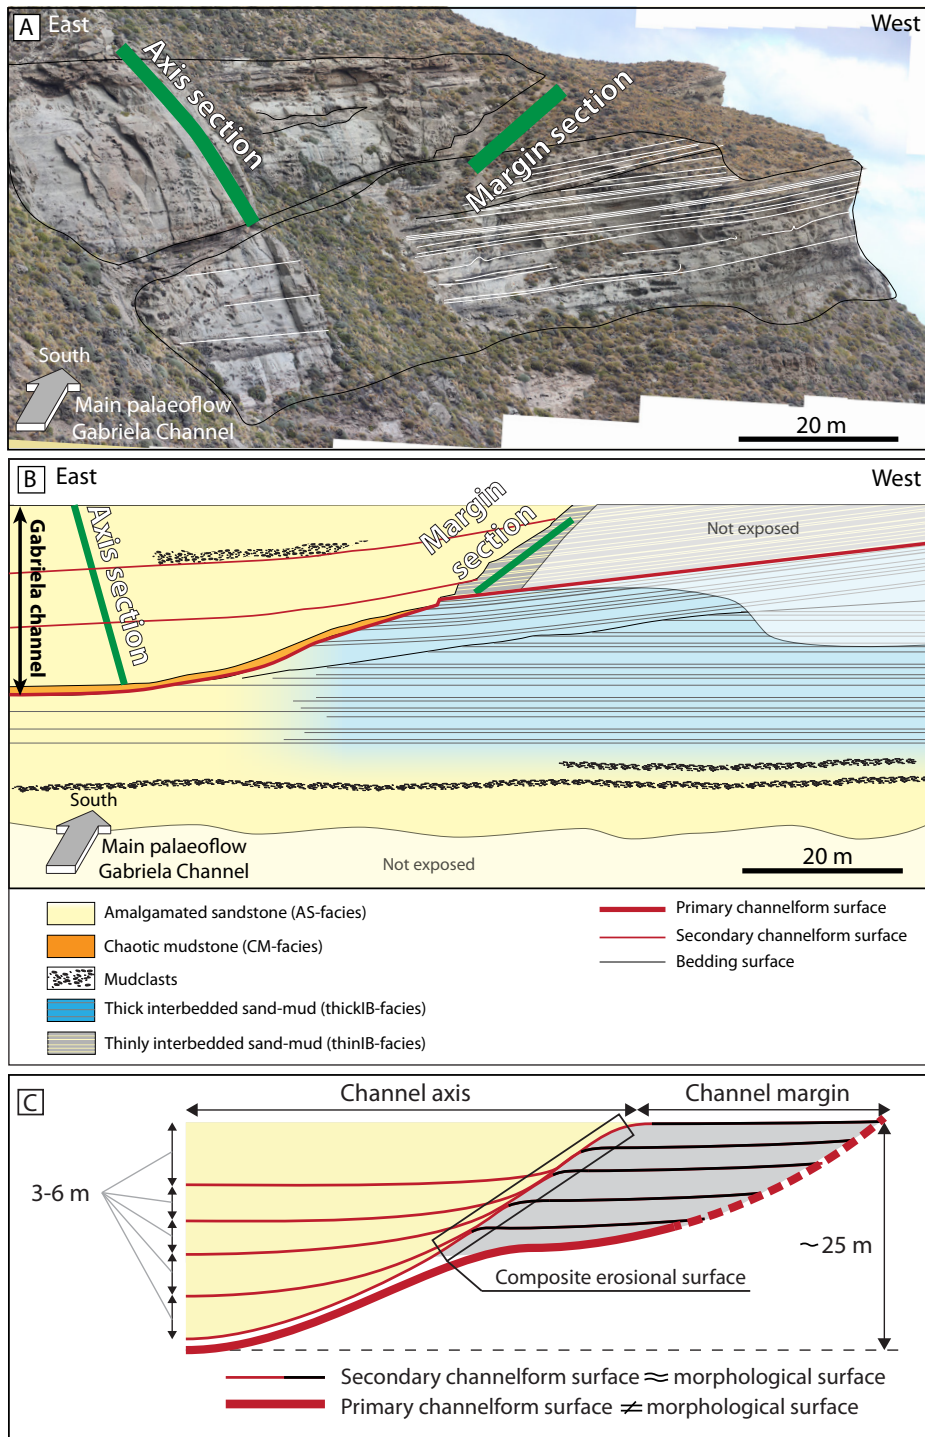 A East
West
Axis section
Margin section
South
Main palaeoflow
Gabriela Channel
20 m
B East
West
Gabriela channel
Axis section
Margin
section
Not exposed
South
Main palaeoflow
Gabriela Channel
Not exposed
20 m
Amalgamated sandstone (AS-facies)
Chaotic mudstone (CM-facies)
Mudclasts
Thick interbedded sand-mud (thickIB-facies)
Thinly interbedded sand-mud (thinIB-facies)
Primary channelform surface
Secondary channelform surface
Bedding surface
C
Channel axis
Channel margin
3-6 m
~25 m
Composite erosional surface
Secondary channelform surface ≈ morphological surface
Primary channelform surface ≠ morphological surface